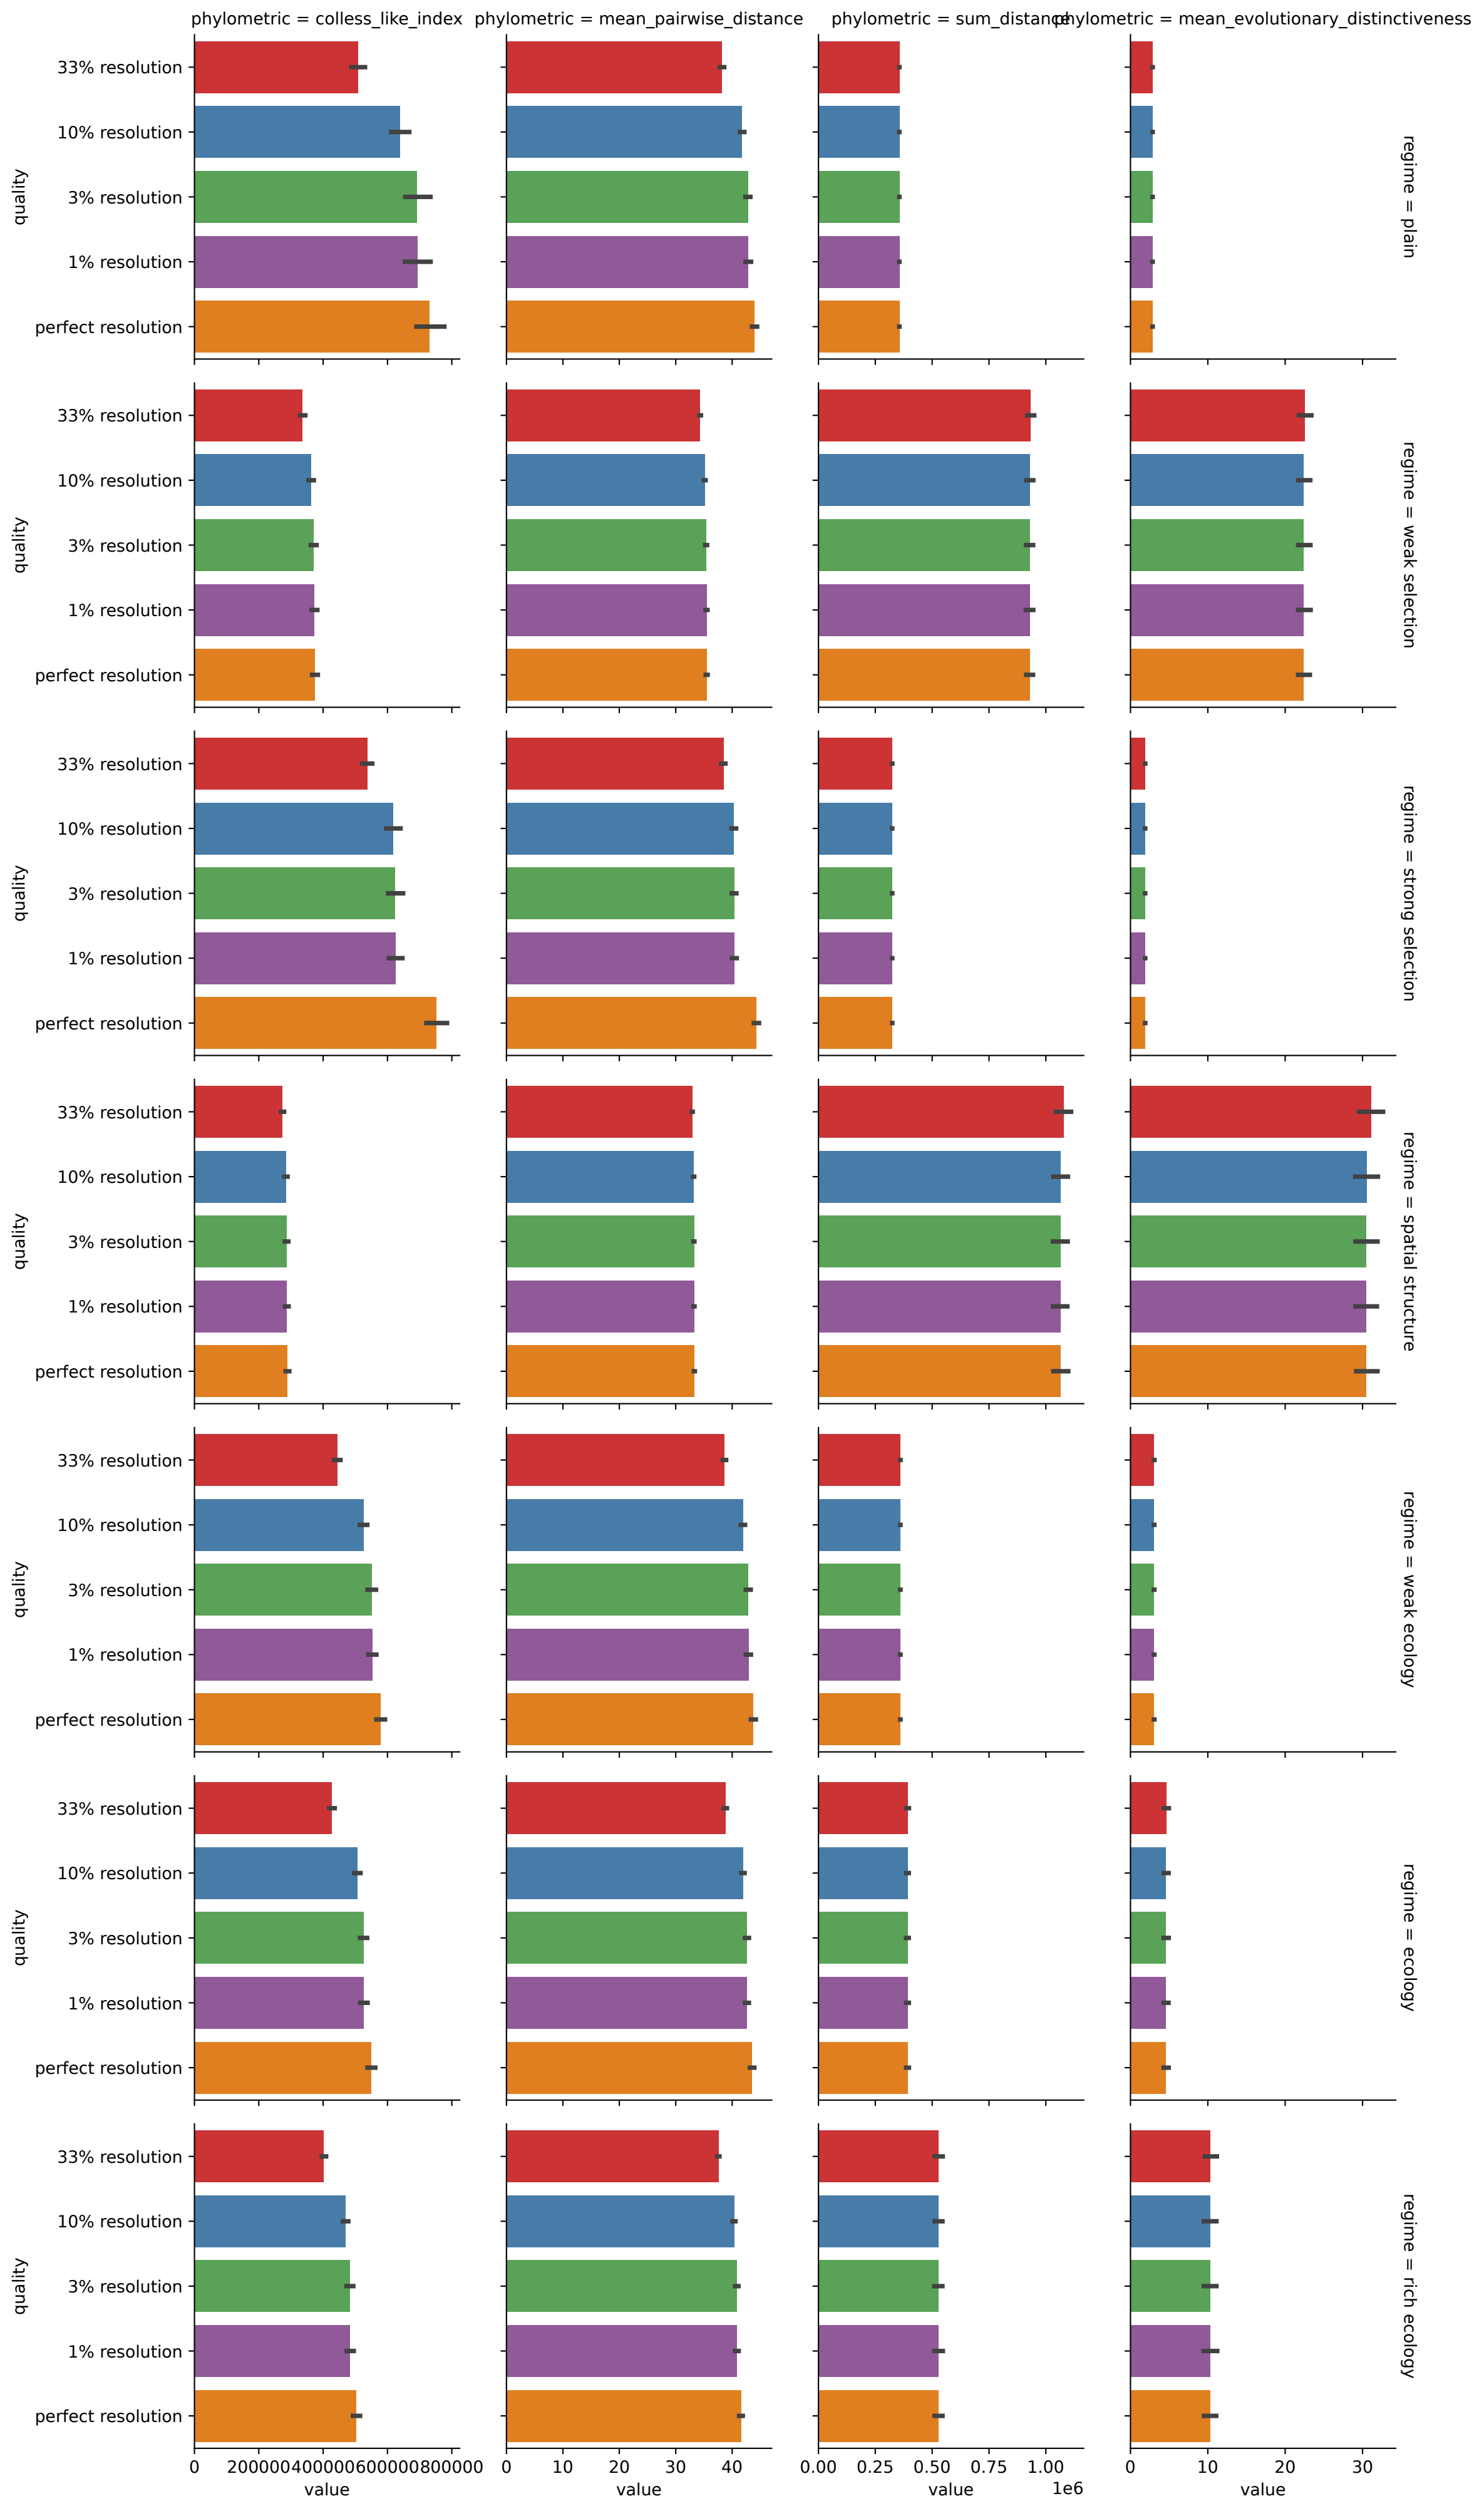 phylometric = colless_like_index
phylometric = mean_pairwise_distance
phylometric = sum_distance
phylometric = mean_evolutionary_distinctiveness
quality
33% resolution
10% resolution
3% resolution
1% resolution
perfect resolution
regime = plain
quality
33% resolution
10% resolution
3% resolution
1% resolution
perfect resolution
regime = weak selection
quality
33% resolution
10% resolution
3% resolution
1% resolution
perfect resolution
regime = strong selection
quality
33% resolution
10% resolution
3% resolution
1% resolution
perfect resolution
regime = spatial structure
quality
33% resolution
10% resolution
3% resolution
1% resolution
perfect resolution
regime = weak ecology
quality
33% resolution
10% resolution
3% resolution
1% resolution
perfect resolution
regime = ecology
quality
33% resolution
10% resolution
3% resolution
1% resolution
perfect resolution
regime = rich ecology
0 200000 400000 600000 800000
value
0 10 20 30 40
value
0.00 0.25 0.50 0.75 1.00
1e6
value
0 10 20 30
value